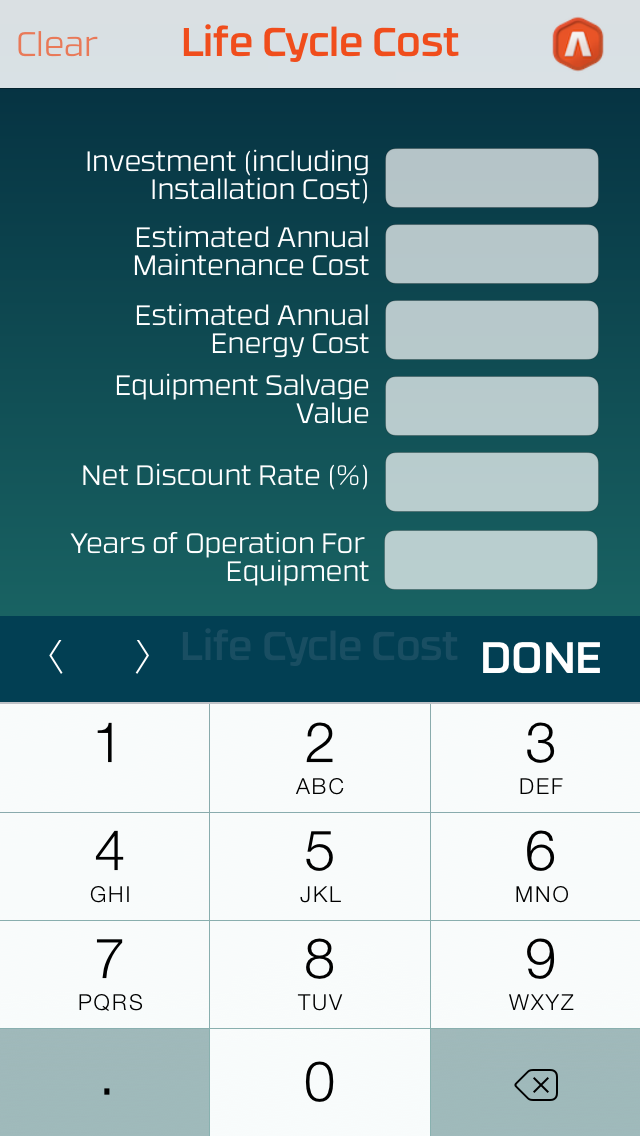 Clear
Life Cycle Cost
Investment (including
Installation Cost)
Estimated Annual
Maintenance Cost
Estimated Annual
Energy Cost
Equipment Salvage
Value
Net Discount Rate (%)
Years of Operation For
Equipment
Life Cycle Cost
DONE
1
2
3
ABC
DEF
4
5
6
GHI
JKL
MNO
7
8
9
PQRS
TUV
WXYZ
.
0